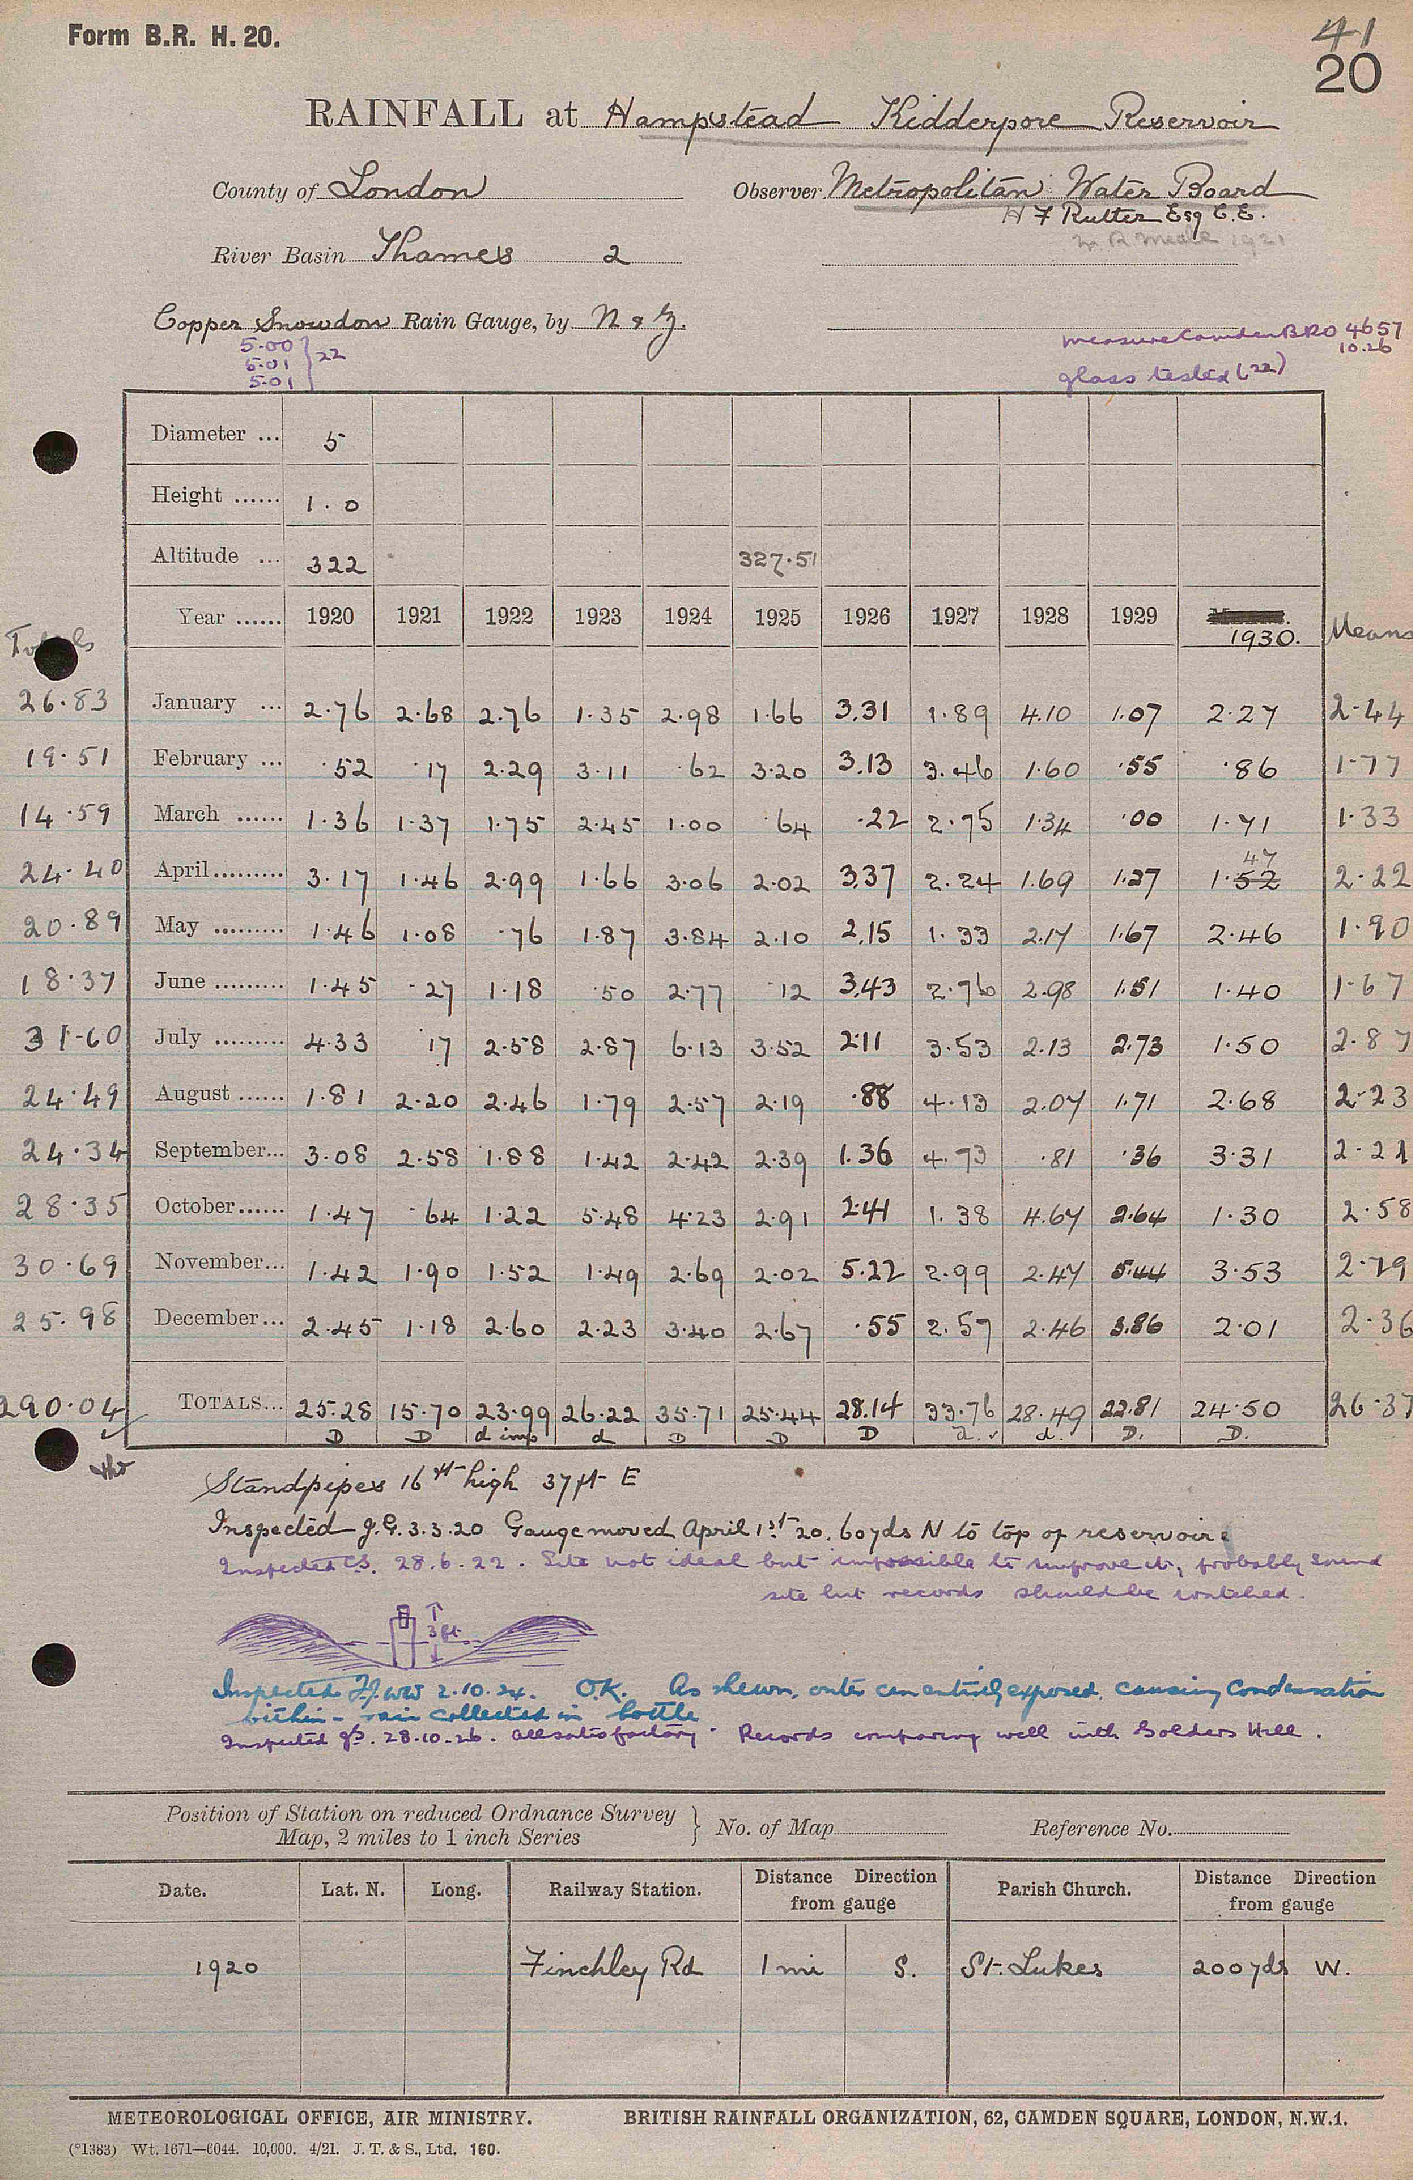 Form B.R. H. 20.
41
20
RAINFALL at Hampstead Kidderpore Reservoir
County of London Observer Metropolitan Water Board
H F Rutter Esq C.E.
1921
River Basin Thames 2
Copper Snowdon Rain Gauge, by N & Z.
5.00 5.01 5.01 } 22
measure Camden BRO 4657
10.26
glass tested (22)
Diameter ... 5
Height ...... 1.0
Altitude ... 322 327.51
Year ...... 1920 1921 1922 1923 1924 1925 1926 1927 1928 1929 1930.
Totals Means
26.83 January ... 2.76 2.68 2.76 1.35 2.98 1.66 3.31 1.89 4.10 1.07 2.27 2.44
19.51 February ... .52 .17 2.29 3.11 .62 3.20 3.13 3.46 1.60 .55 .86 1.77
14.59 March ...... 1.36 1.37 1.75 2.45 1.00 .64 .22 2.75 1.34 .00 1.71 1.33
24.40 April......... 3.17 1.46 2.99 1.66 3.06 2.02 3.37 2.24 1.69 1.27 1.52 47 2.22
20.89 May ......... 1.46 1.08 .76 1.87 3.84 2.10 2.15 1.33 2.17 1.67 2.46 1.90
18.37 June ......... 1.45 .27 1.18 .50 2.77 .12 3.43 2.76 2.98 1.51 1.40 1.67
31.60 July ......... 4.33 .17 2.58 2.87 6.13 3.52 2.11 3.53 2.13 2.73 1.50 2.87
24.49 August ...... 1.81 2.20 2.46 1.79 2.57 2.19 .88 4.13 2.07 1.71 2.68 2.23
24.34 September... 3.08 2.58 1.88 1.42 2.42 2.39 1.36 4.73 .81 .36 3.31 2.21
28.35 October...... 1.47 .64 1.22 5.48 4.23 2.91 2.41 1.38 4.67 2.64 1.30 2.58
30.69 November... 1.42 1.90 1.52 1.49 2.69 2.02 5.22 2.99 2.47 5.44 3.53 2.79
25.98 December... 2.45 1.18 2.60 2.23 3.40 2.67 .55 2.57 2.46 3.86 2.01 2.36
290.04 TOTALS... 25.28 15.70 23.99 26.22 35.71 25.44 28.14 33.76 28.49 22.81 24.50 26.37
D D d imp d D D D d. d. D. D.
Standpipes 16 ft high 37 ft E
Inspected J.G. 3.3.20 Gauge moved April 1st 20. 60 yds N to top of reservoir
Inspected C.S. 28.6.22. Site not ideal but impossible to improve it, probably sound
site but records should be watched.
3 ft.
Inspected 2.10.24. O.K. As shewn, outer can entirely exposed, causing Condensation
within – rain collected in bottle
Inspected 28.10.26. all satisfactory. Records comparing well with Golders Hill.
Position of Station on reduced Ordnance Survey Map, 2 miles to 1 inch Series } No. of Map Reference No.
Date. Lat. N. Long. Railway Station. Distance Direction from gauge Parish Church. Distance Direction from gauge
1920 Finchley Rd 1 mi S. St. Lukes 200 yds W.
METEOROLOGICAL OFFICE, AIR MINISTRY. BRITISH RAINFALL ORGANIZATION, 62, CAMDEN SQUARE, LONDON, N.W.1.
(*1383) Wt. 1671—6044. 10,000. 4/21. J. T. & S., Ltd. 160.